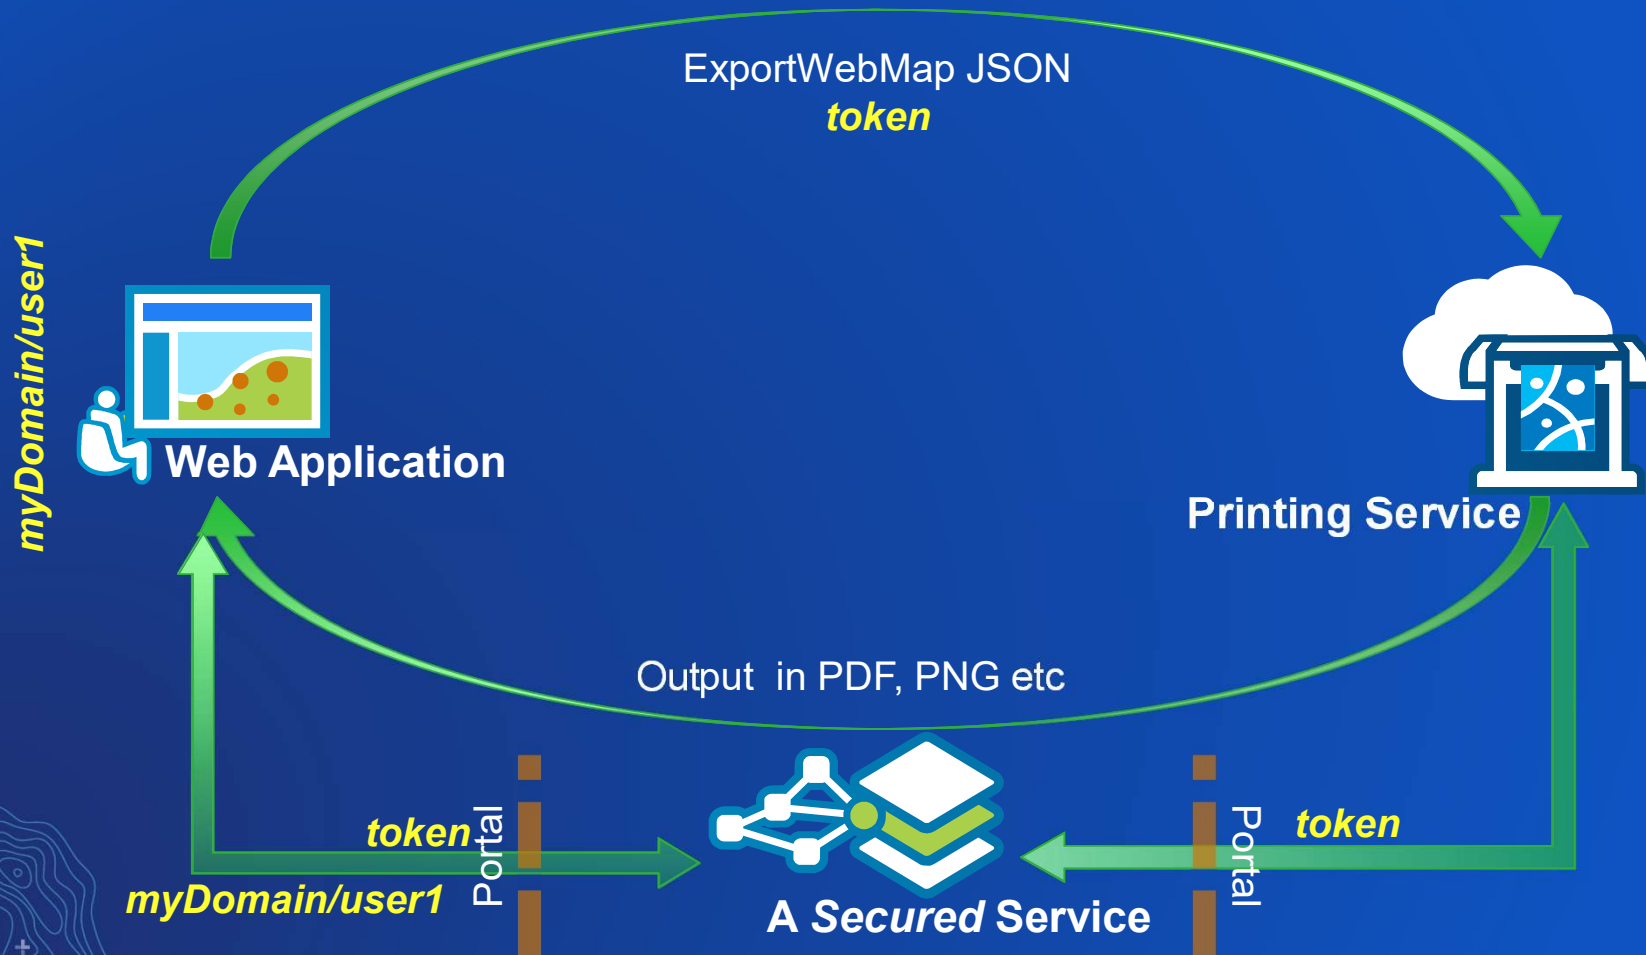 ExportWebMap JSON
token
myDomain/user1
Web Application
Printing Service
Output in PDF, PNG etc
token
Portal
myDomain/user1
Portal
token
A Secured Service